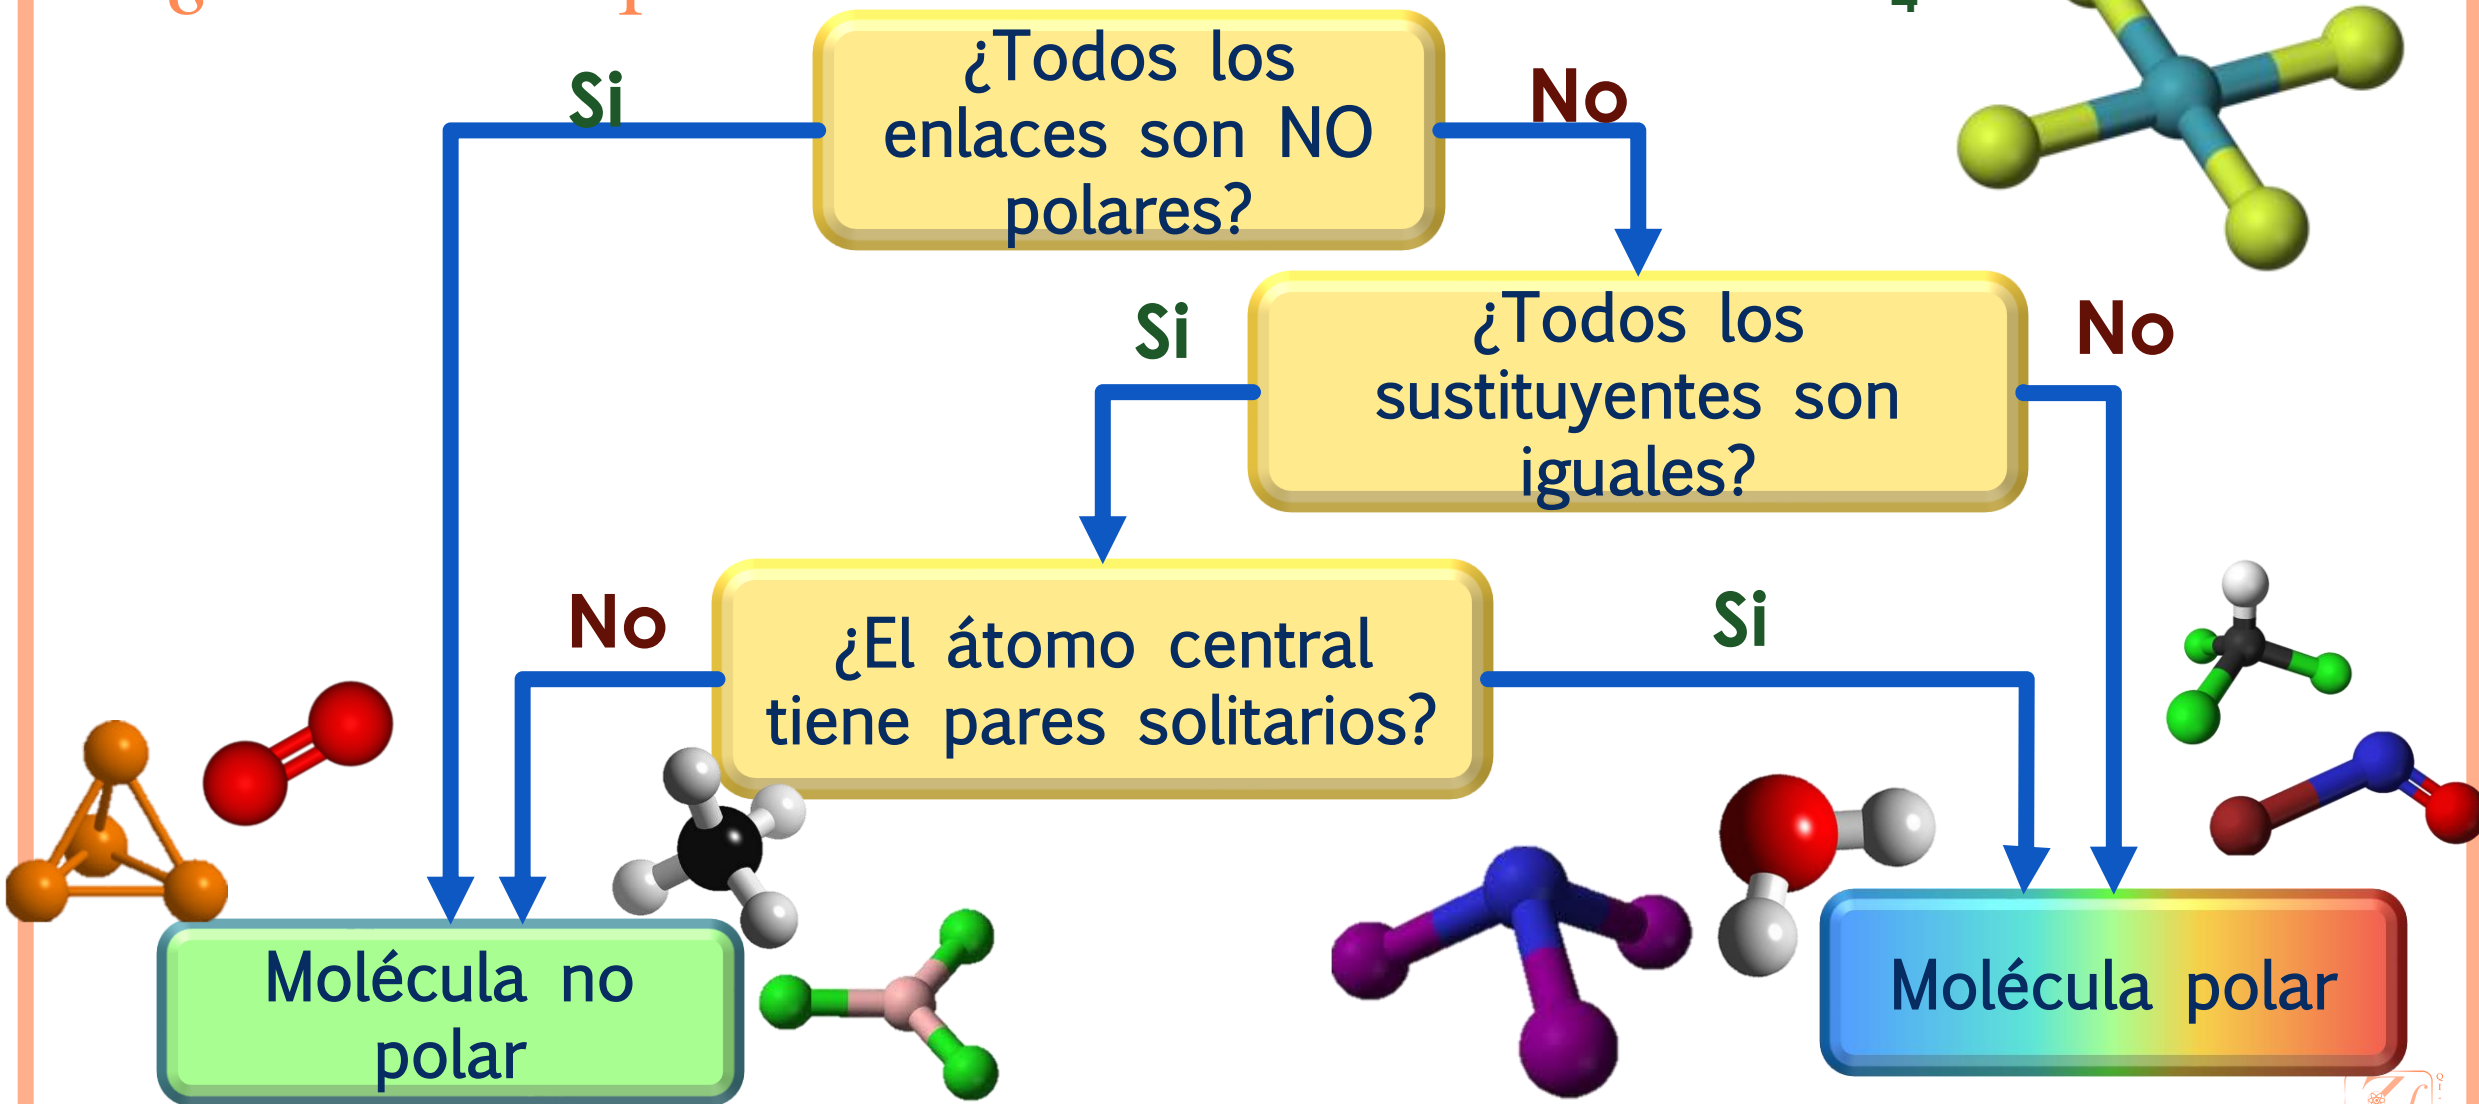 4
¿Todos los
enlaces son NO
polares?
Si
No
¿Todos los
sustituyentes son
iguales?
Si
No
¿El átomo central
tiene pares solitarios?
No
Si
Molécula no
polar
Molécula polar